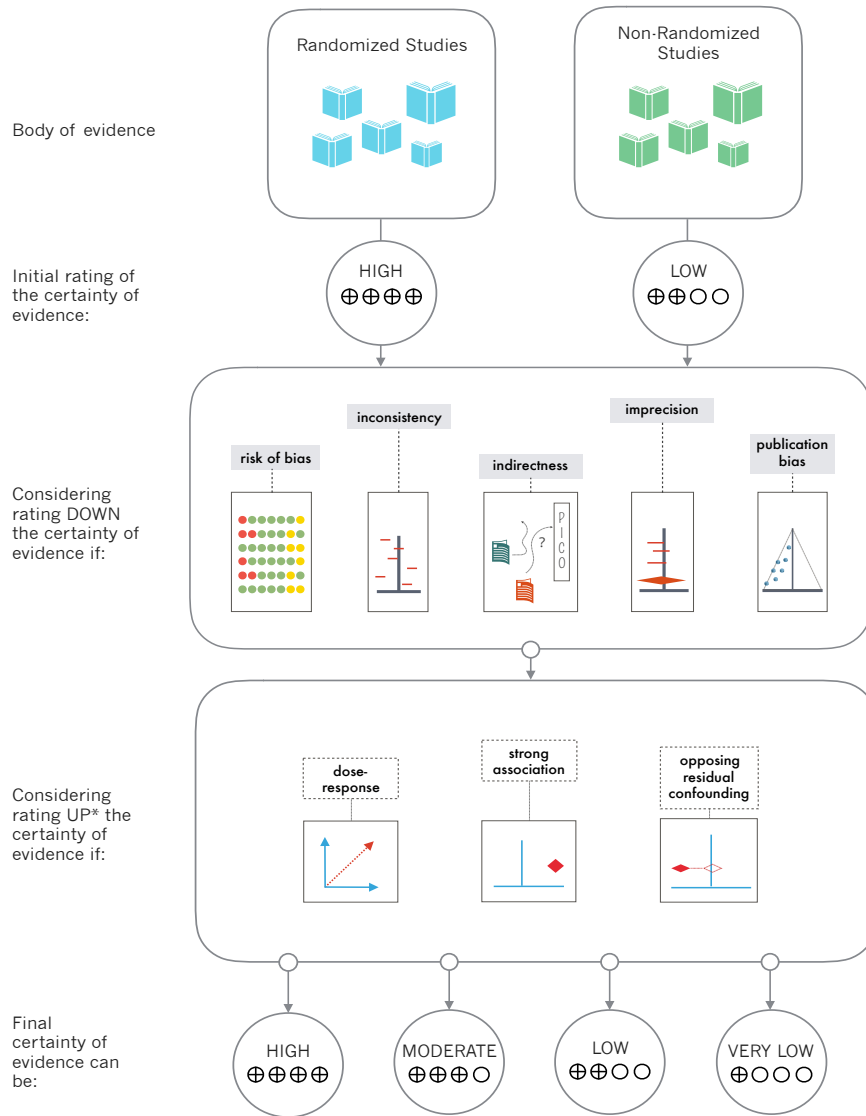 Randomized Studies
Non-Randomized
Studies
Body of evidence
Initial rating of
the certainty of
evidence:
HIGH
LOW
Considering
rating DOWN
the certainty of
evidence if:
risk of bias
inconsistency
indirectness
imprecision
publication
bias
?
P
I
C
O
Considering
rating UP* the
certainty of
evidence if:
dose-
response
strong
association
opposing
residual
confounding
Final
certainty of
evidence can
be:
HIGH
MODERATE
LOW
VERY LOW